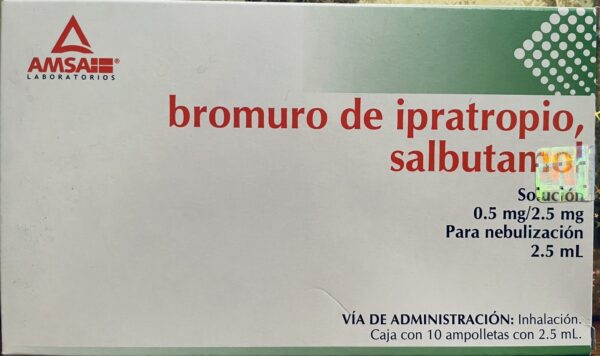 AMSA®
LABORATORIOS
bromuro de ipratropio,
salbutamol
Solución
0.5 mg/2.5 mg
Para nebulización
2.5 mL
VÍA DE ADMINISTRACIÓN: Inhalación.
Caja con 10 ampolletas con 2.5 mL.